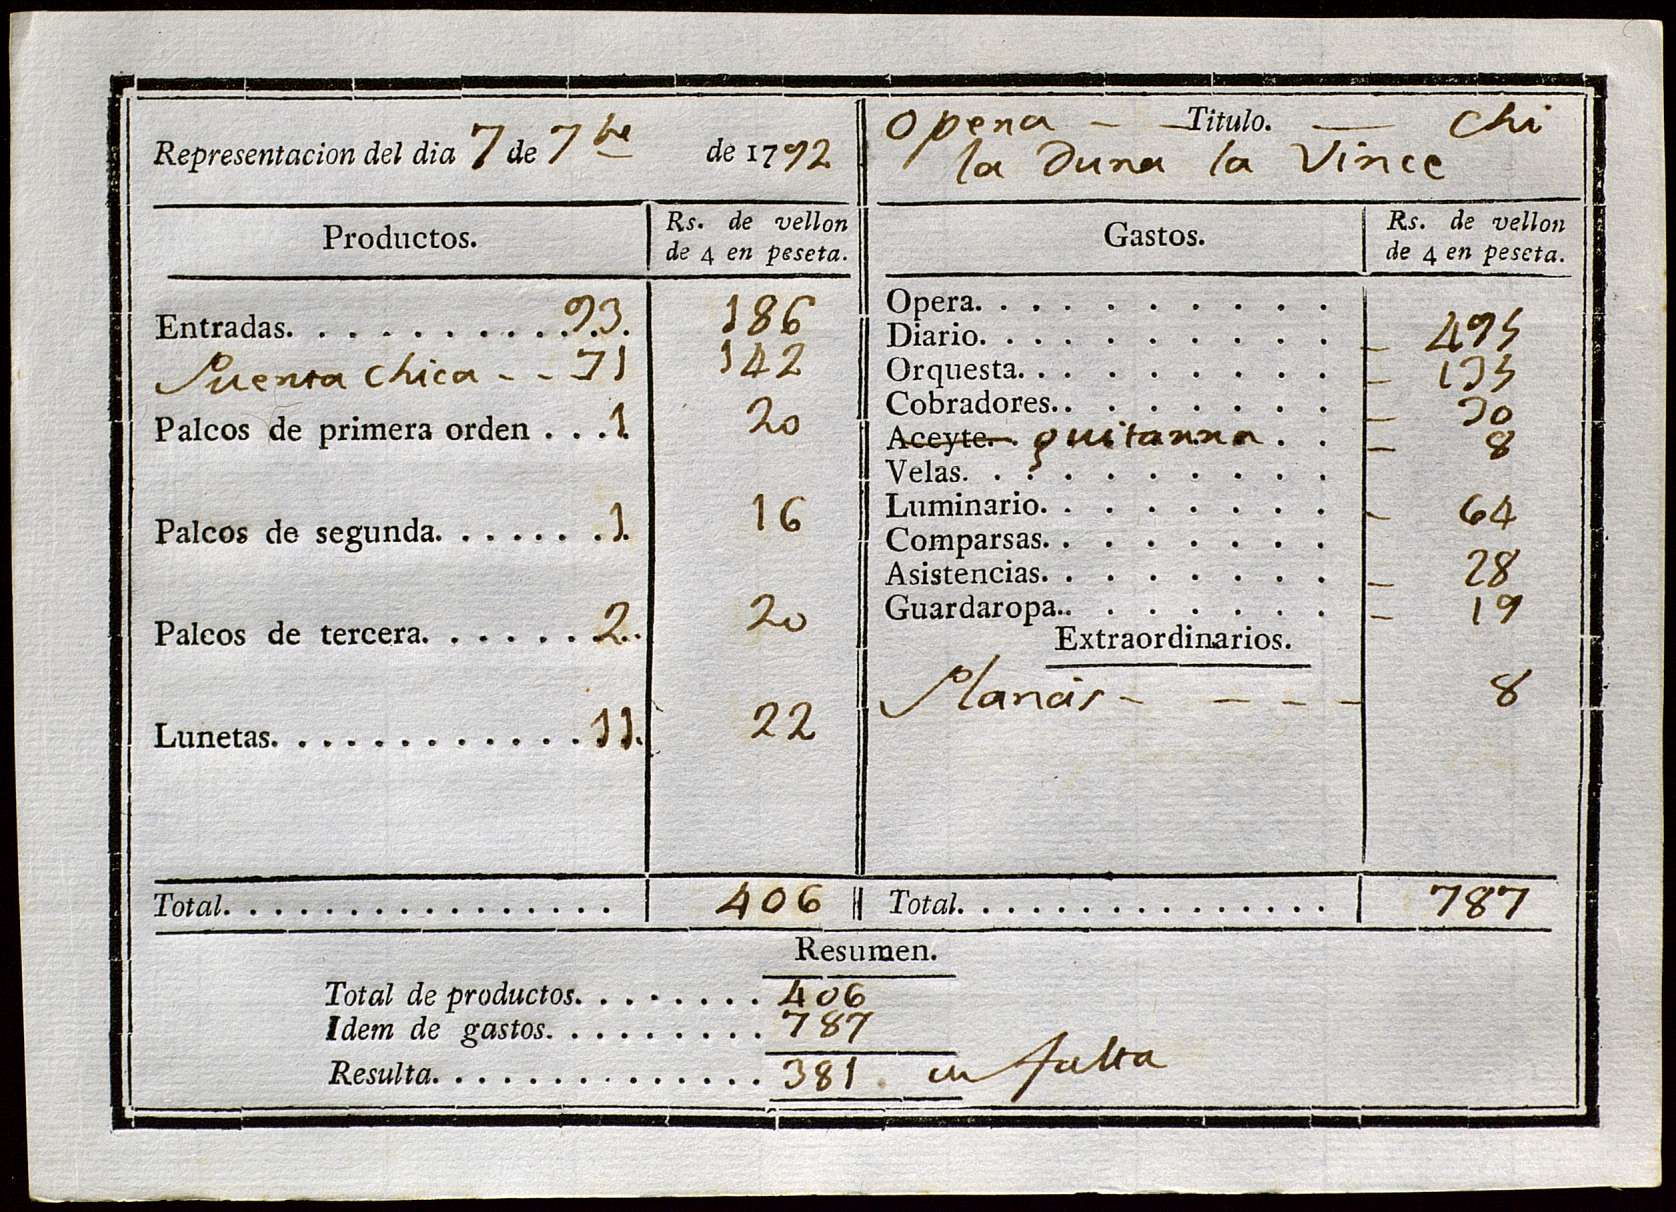 Representacion del dia 7 de 7bre de 1792
Opera - - Titulo. — Chi
la dura la vince
Productos.
Rs. de vellon
de 4 en peseta.
Entradas. . . . . . . . . . 93. 186
Puerta chica - - 71 142
Palcos de primera orden . . . 1. 20
Palcos de segunda. . . . . . . 1. 16
Palcos de tercera. . . . . . . 2. . 20
Lunetas. . . . . . . . . . . . . 11. 22
Total. . . . . . . . . . . . . . . . 406
Gastos.
Rs. de vellon
de 4 en peseta.
Opera. . . . . . . . . .
Diario. . . . . . . . . . - 495
Orquesta. . . . . . . . . - 135
Cobradores. . . . . . . . - 30
Aceyte. . guitarra . . - 8
Velas. . . . . . . . . .
Luminario. . . . . . . . - 64
Comparsas. . . . . . . .
Asistencias. . . . . . . . - 28
Guardaropa. . . . . . . . - 19
Extraordinarios.
- - - - 8
Total. . . . . . . . . . . . . . . . 787
Resumen.
Total de productos. . . . . . . . 406
Idem de gastos. . . . . . . . . 787
Resulta. . . . . . . . . . . . . . 381 . en falta